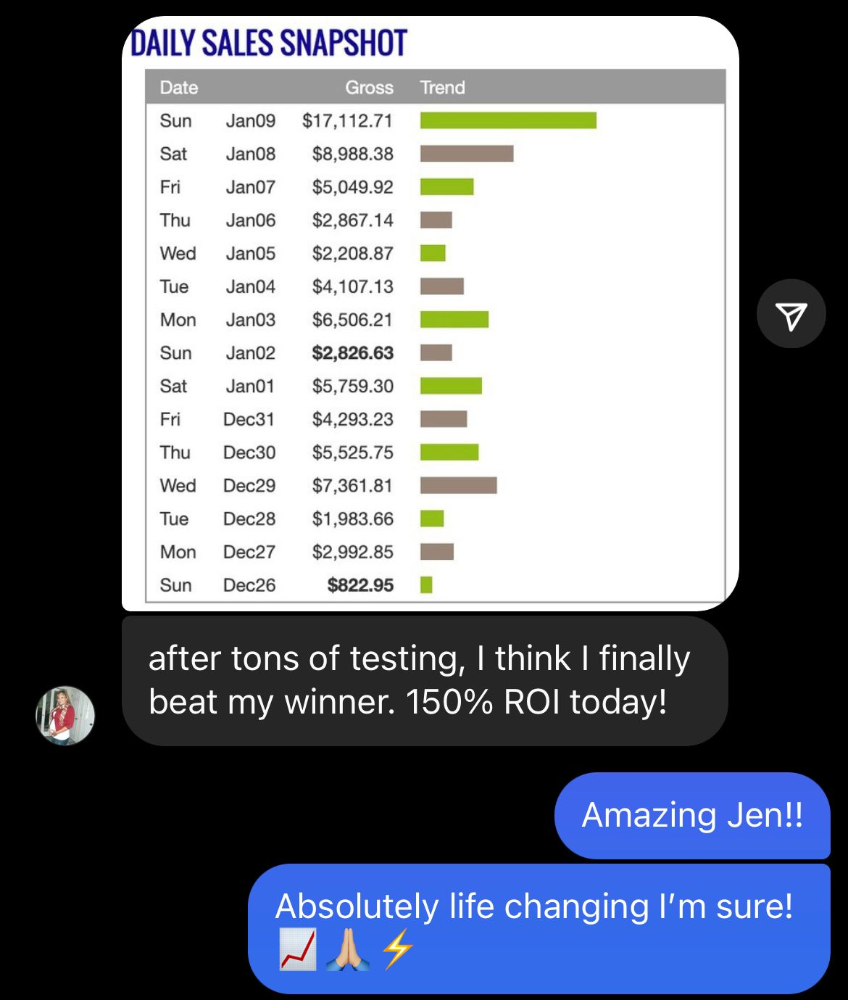 DAILY SALES SNAPSHOT
Date Gross Trend
Sun Jan09 $17,112.71
Sat Jan08 $8,988.38
Fri Jan07 $5,049.92
Thu Jan06 $2,867.14
Wed Jan05 $2,208.87
Tue Jan04 $4,107.13
Mon Jan03 $6,506.21
Sun Jan02 $2,826.63
Sat Jan01 $5,759.30
Fri Dec31 $4,293.23
Thu Dec30 $5,525.75
Wed Dec29 $7,361.81
Tue Dec28 $1,983.66
Mon Dec27 $2,992.85
Sun Dec26 $822.95
after tons of testing, I think I finally
beat my winner. 150% ROI today!
Amazing Jen!!
Absolutely life changing I’m sure!
📈🙏🏼⚡